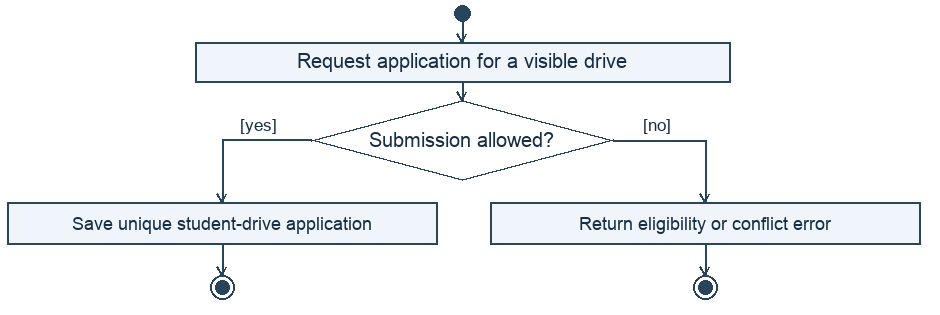 Request application for a visible drive
Submission allowed?
[yes]
[no]
Save unique student-drive application
Return eligibility or conflict error